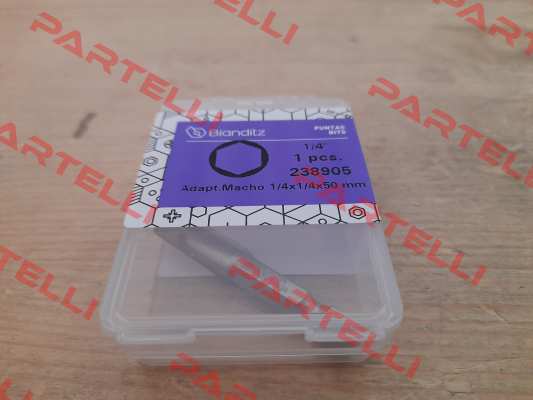 Bianditz
PUNTAS
BITS
1/4"
1 pcs.
238905
Adapt.Macho 1/4x1/4x50 mm
PARTELLI
PARTELLI
PARTELLI
PARTELLI
PARTELLI
PARTELLI
PARTELLI
PARTELLI